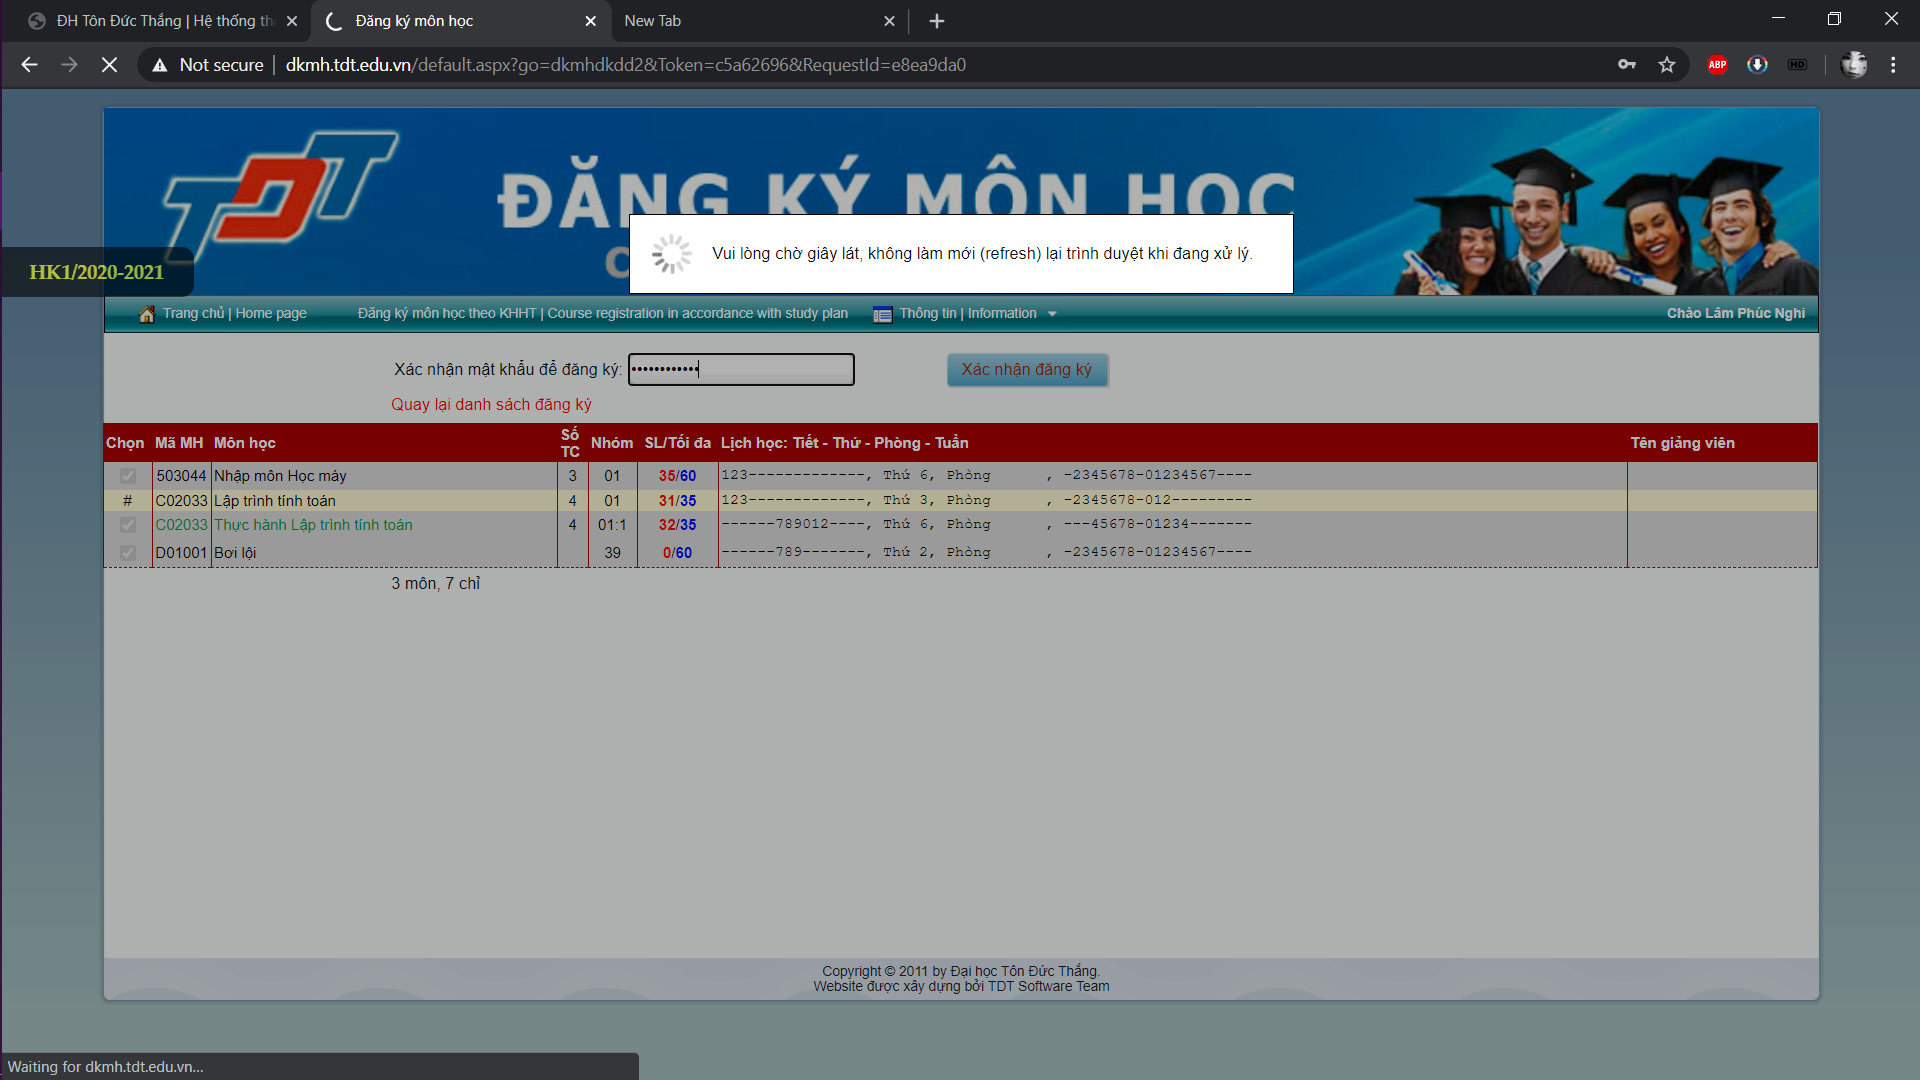 ĐH Tôn Đức Thắng | Hệ thống th
Đăng ký môn học
New Tab
Not secure | dkmh.tdt.edu.vn/default.aspx?go=dkmhdkdd2&Token=c5a62696&RequestId=e8ea9da0
ABP
HD
TDT
ĐĂNG KÝ MÔN HỌC
C
Vui lòng chờ giây lát, không làm mới (refresh) lại trình duyệt khi đang xử lý.
HK1/2020-2021
Trang chủ | Home page
Đăng ký môn học theo KHHT | Course registration in accordance with study plan
Thông tin | Information
Chào Lâm Phúc Nghi
Xác nhận mật khẩu để đăng ký: ••••••••••••
Xác nhận đăng ký
Quay lại danh sách đăng ký
Chọn Mã MH Môn học Số TC Nhóm SL/Tối đa Lịch học: Tiết - Thứ - Phòng - Tuần Tên giảng viên
503044 Nhập môn Học máy 3 01 35/60 123-------------, Thứ 6, Phòng , -2345678-01234567----
# C02033 Lập trình tính toán 4 01 31/35 123-------------, Thứ 3, Phòng , -2345678-012---------
C02033 Thực hành Lập trình tính toán 4 01:1 32/35 ------789012----, Thứ 6, Phòng , ---45678-01234-------
D01001 Bơi lội 39 0/60 ------789-------, Thứ 2, Phòng , -2345678-01234567----
3 môn, 7 chỉ
Copyright © 2011 by Đại học Tôn Đức Thắng.
Website được xây dựng bởi TDT Software Team
Waiting for dkmh.tdt.edu.vn...